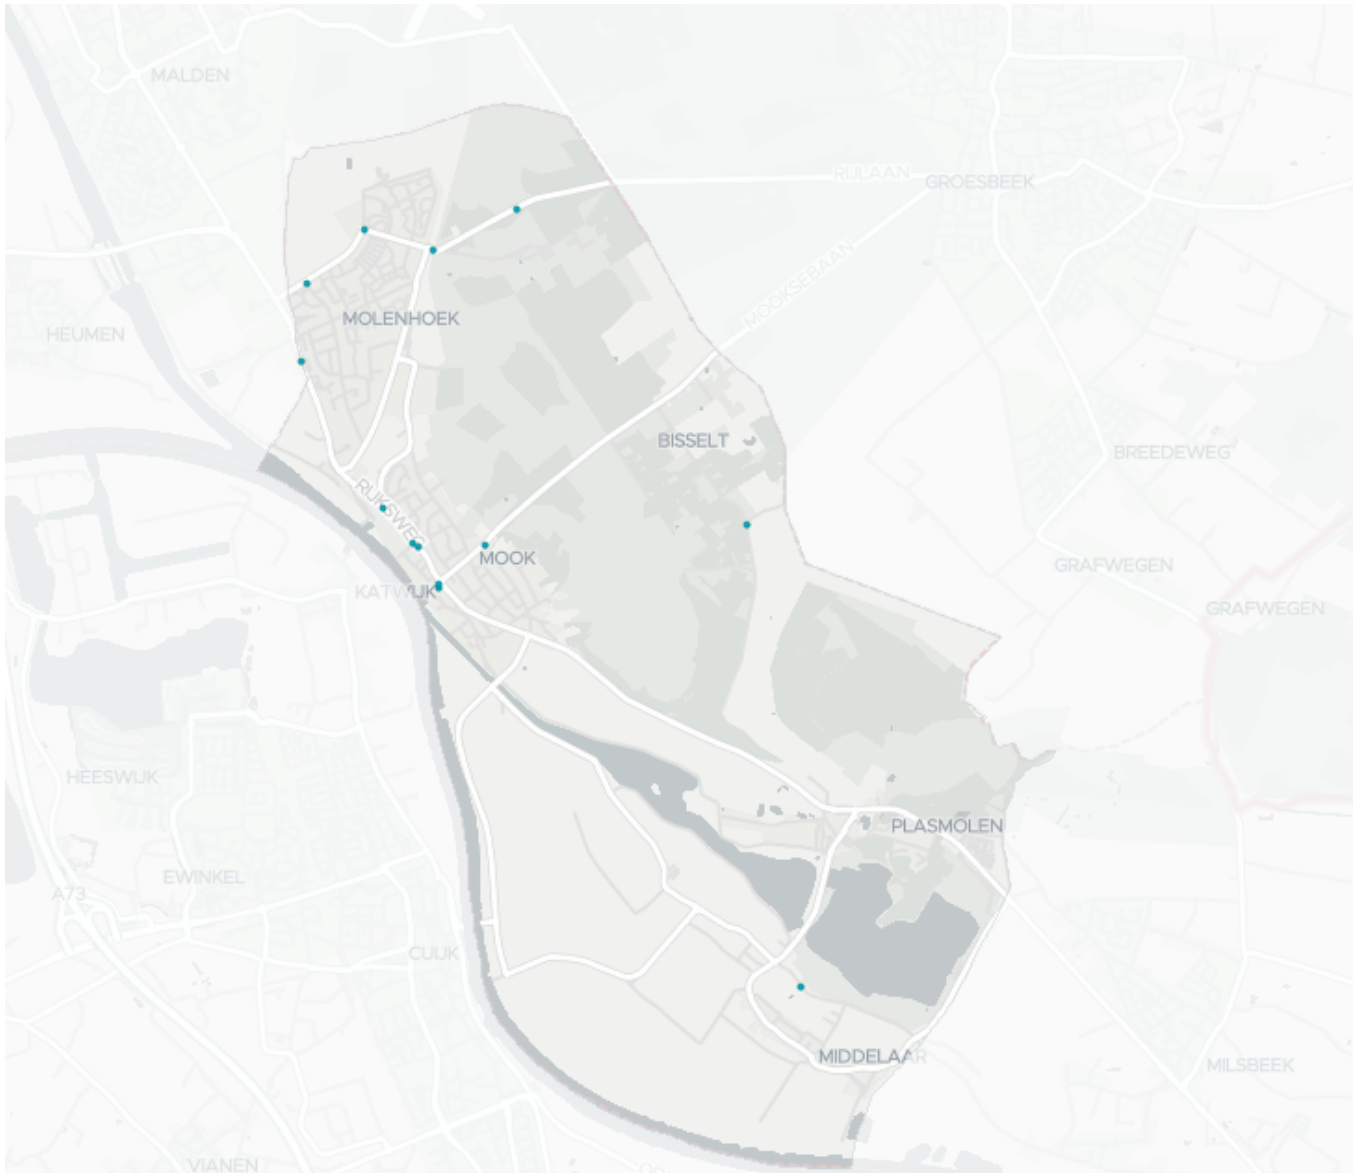 MALDEN
RIJLAAN
GROESBEEK
MOOKSEBAAN
MOLENHOEK
HEUMEN
BISSELT
BREEDEWEG
RIJKSWEG
MOOK
GRAFWEGEN
KATWIJK
GRAFWEGEN
HEESWIJK
PLASMOLEN
EWINKEL
A73
CUIJK
MIDDELAAR
MILSBEEK
VIANEN